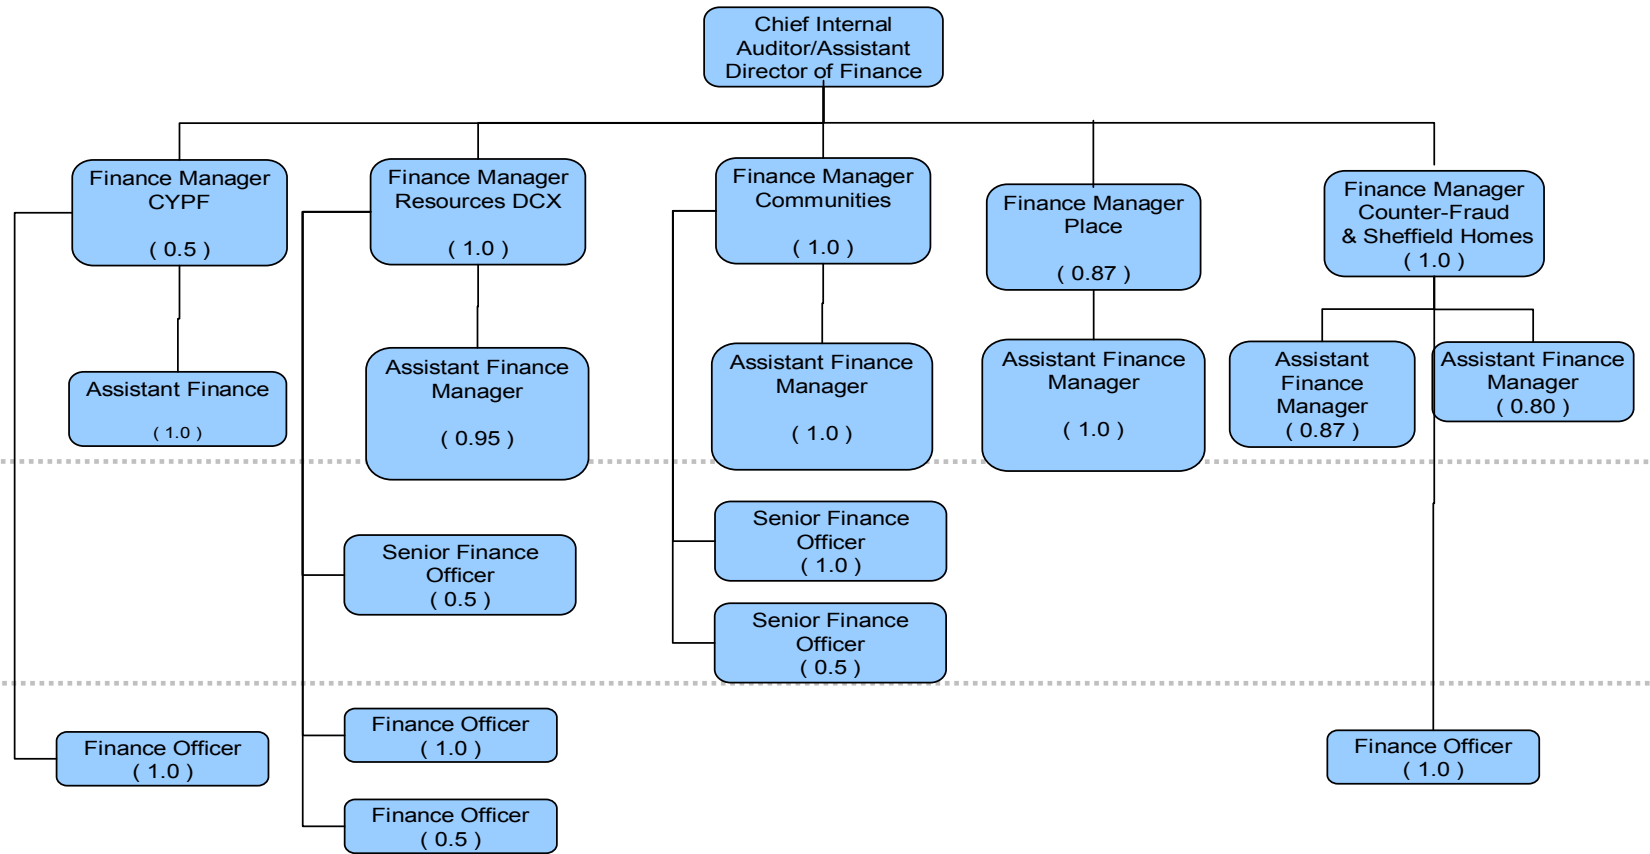 Chief Internal
Auditor/Assistant
Director of Finance
Finance Manager
CYPF
( 0.5 )
Finance Manager
Resources DCX
( 1.0 )
Finance Manager
Communities
( 1.0 )
Finance Manager
Place
( 0.87 )
Finance Manager
Counter-Fraud
& Sheffield Homes
( 1.0 )
Assistant Finance
( 1.0 )
Assistant Finance
Manager
( 0.95 )
Assistant Finance
Manager
( 1.0 )
Assistant Finance
Manager
( 1.0 )
Assistant
Finance
Manager
( 0.87 )
Assistant Finance
Manager
( 0.80 )
Senior Finance
Officer
( 0.5 )
Senior Finance
Officer
( 1.0 )
Senior Finance
Officer
( 0.5 )
Finance Officer
( 1.0 )
Finance Officer
( 1.0 )
Finance Officer
( 0.5 )
Finance Officer
( 1.0 )